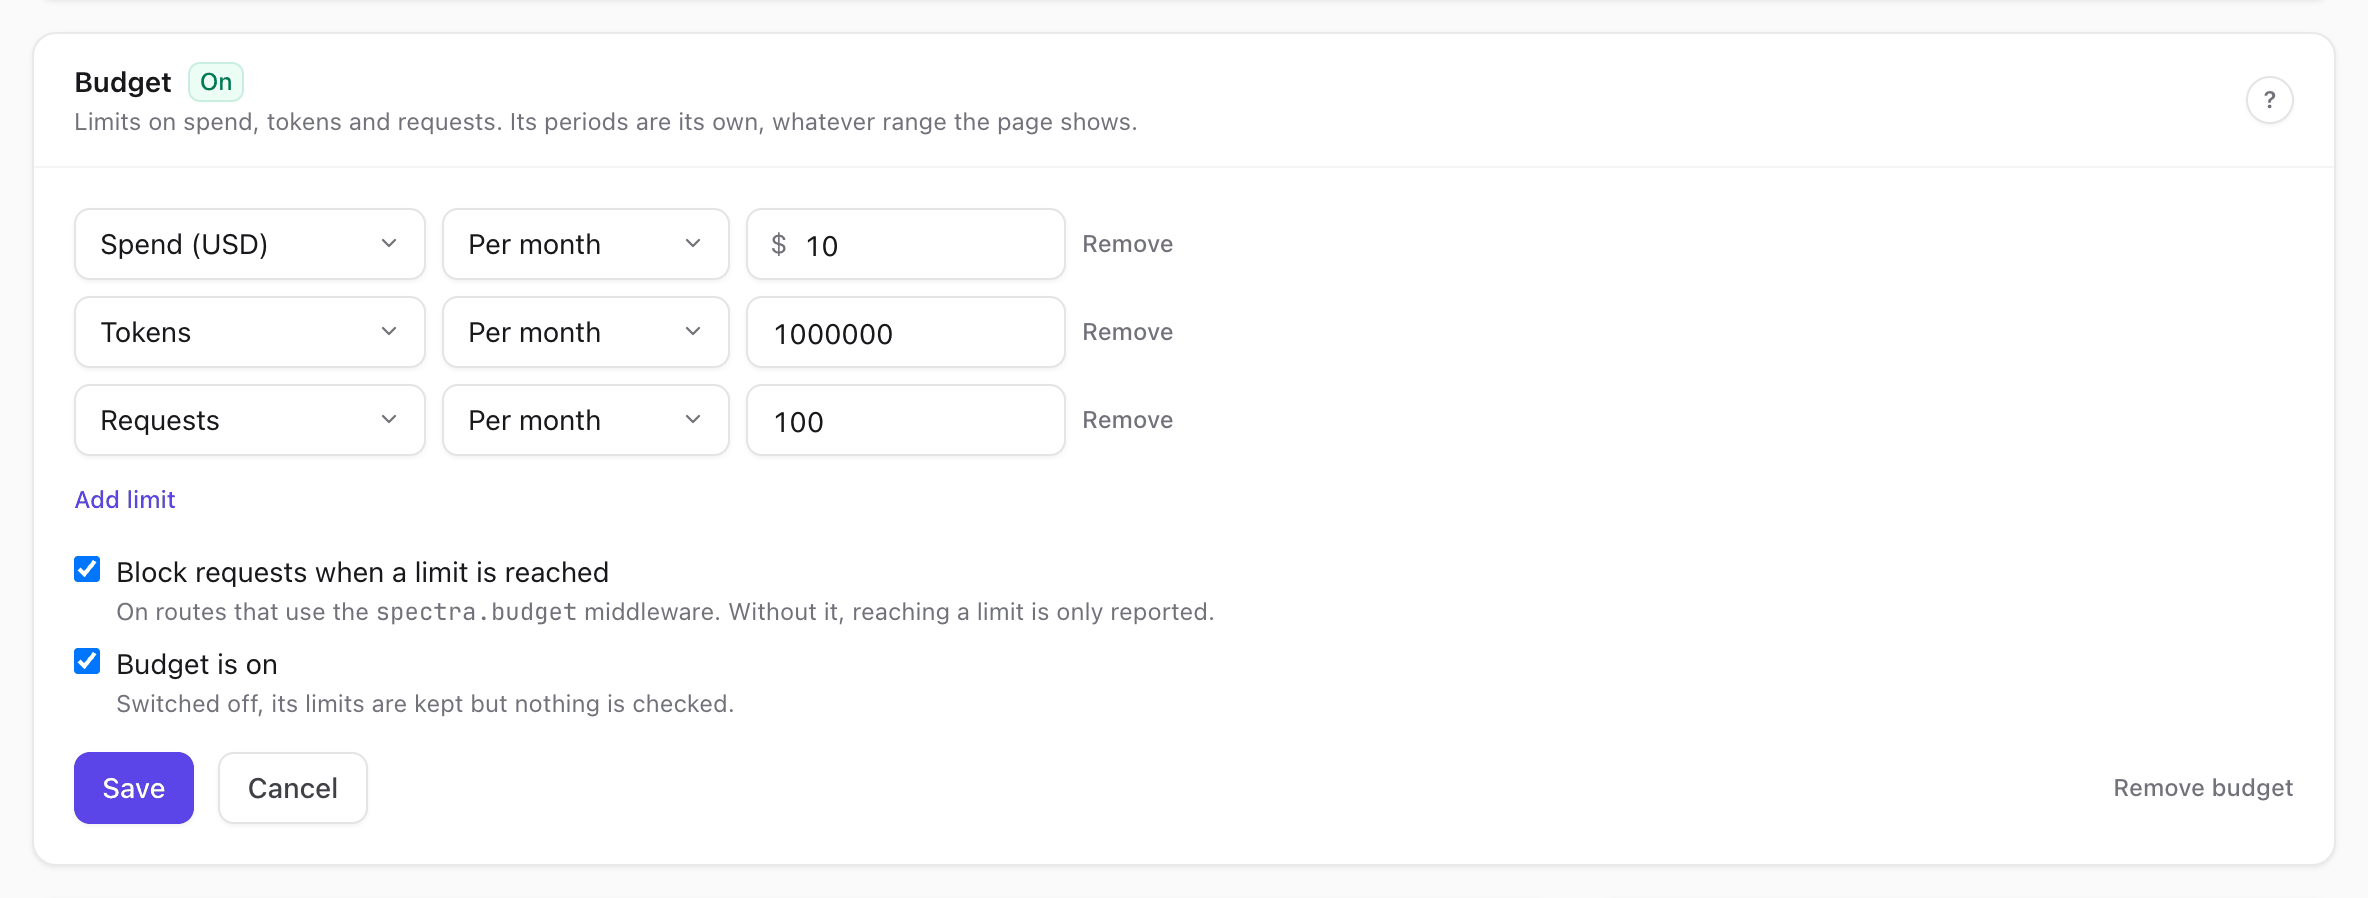 Budget On
Limits on spend, tokens and requests. Its periods are its own, whatever range the page shows.
?
Spend (USD) Per month $ 10 Remove
Tokens Per month 1000000 Remove
Requests Per month 100 Remove
Add limit
Block requests when a limit is reached
On routes that use the spectra.budget middleware. Without it, reaching a limit is only reported.
Budget is on
Switched off, its limits are kept but nothing is checked.
Save Cancel Remove budget